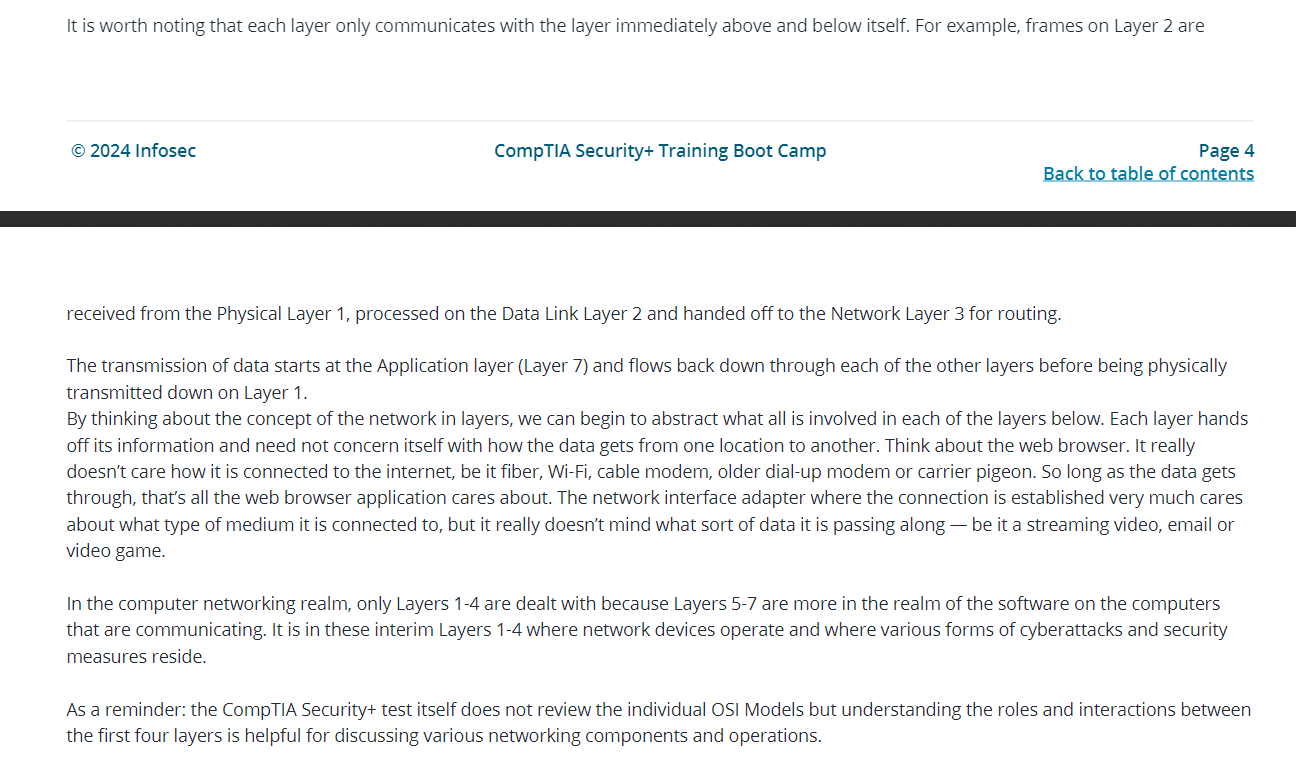 It is worth noting that each layer only communicates with the layer immediately above and below itself. For example, frames on Layer 2 are
© 2024 Infosec
CompTIA Security+ Training Boot Camp
Page 4
Back to table of contents
received from the Physical Layer 1, processed on the Data Link Layer 2 and handed off to the Network Layer 3 for routing.
The transmission of data starts at the Application layer (Layer 7) and flows back down through each of the other layers before being physically
transmitted down on Layer 1.
By thinking about the concept of the network in layers, we can begin to abstract what all is involved in each of the layers below. Each layer hands
off its information and need not concern itself with how the data gets from one location to another. Think about the web browser. It really
doesn’t care how it is connected to the internet, be it fiber, Wi-Fi, cable modem, older dial-up modem or carrier pigeon. So long as the data gets
through, that’s all the web browser application cares about. The network interface adapter where the connection is established very much cares
about what type of medium it is connected to, but it really doesn’t mind what sort of data it is passing along — be it a streaming video, email or
video game.
In the computer networking realm, only Layers 1-4 are dealt with because Layers 5-7 are more in the realm of the software on the computers
that are communicating. It is in these interim Layers 1-4 where network devices operate and where various forms of cyberattacks and security
measures reside.
As a reminder: the CompTIA Security+ test itself does not review the individual OSI Models but understanding the roles and interactions between
the first four layers is helpful for discussing various networking components and operations.